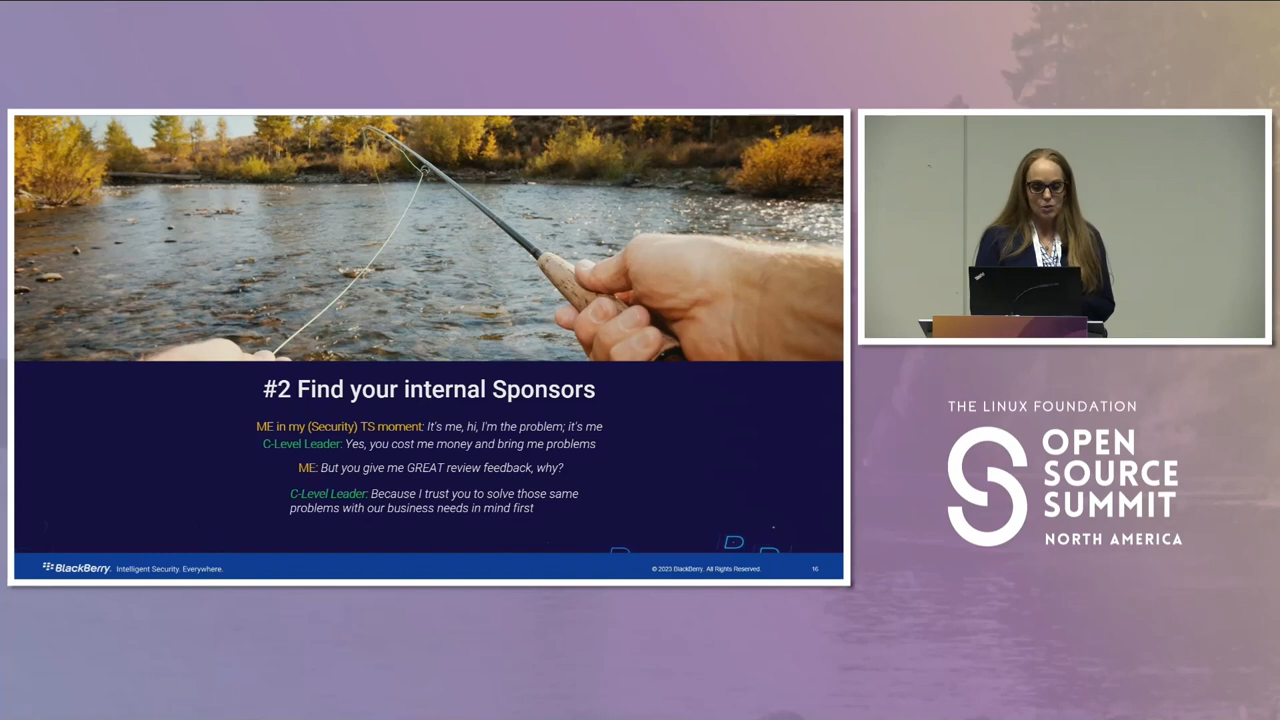 #2 Find your internal Sponsors
ME in my (Security) TS moment: It's me, hi, I'm the problem; it's me
C-Level Leader: Yes, you cost me money and bring me problems
ME: But you give me GREAT review feedback, why?
C-Level Leader: Because I trust you to solve those same
problems with our business needs in mind first
BlackBerry. Intelligent Security. Everywhere.
© 2023 BlackBerry. All Rights Reserved.
16
THE LINUX FOUNDATION
OPEN
SOURCE
SUMMIT
NORTH AMERICA